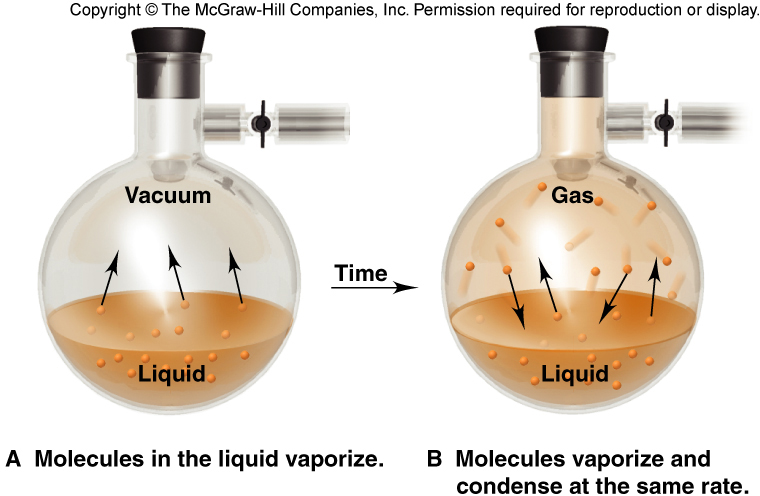 Copyright © The McGraw-Hill Companies, Inc. Permission required for reproduction or display.
Vacuum
Gas
Time
Liquid
Liquid
A Molecules in the liquid vaporize.
B Molecules vaporize and
condense at the same rate.